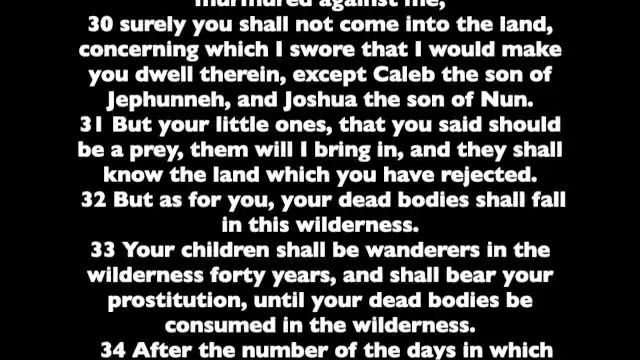 murmured against me,
30 surely you shall not come into the land,
concerning which I swore that I would make
you dwell therein, except Caleb the son of
Jephunneh, and Joshua the son of Nun.
31 But your little ones, that you said should
be a prey, them will I bring in, and they shall
know the land which you have rejected.
32 But as for you, your dead bodies shall fall
in this wilderness.
33 Your children shall be wanderers in the
wilderness forty years, and shall bear your
prostitution, until your dead bodies be
consumed in the wilderness.
34 After the number of the days in which